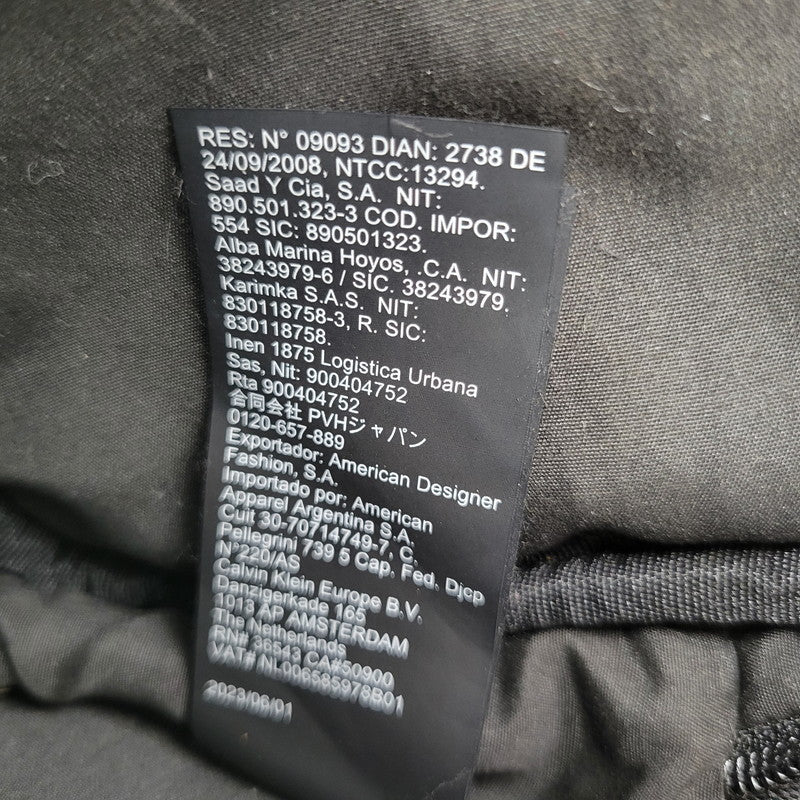 RES: N° 09093 DIAN: 2738 DE
24/09/2008, NTCC:13294.
Saad Y Cia, S.A. NIT:
890.501.323-3 COD. IMPOR:
554 SIC: 890501323.
Alba Marina Hoyos, .C.A. NIT:
38243979-6 / SIC. 38243979.
Karimka S.A.S. NIT:
830118758-3, R. SIC:
830118758.
Inen 1875 Logistica Urbana
Sas, Nit: 900404752
Rta 900404752
合同会社 PVHジャパン
0120-657-889
Exportador: American Designer
Fashion, S.A.
Importado por: American
Apparel Argentina S.A.
Cuit 30-70714749-7, C.
Pellegrini 739 5 Cap. Fed. Djcp
N°220/AS
Calvin Klein Europe B.V.
Danzigerkade 165
1013 AP AMSTERDAM
The Netherlands
RN# 36543 CA#50900
VAT# NL006585978B01
2023/06/01